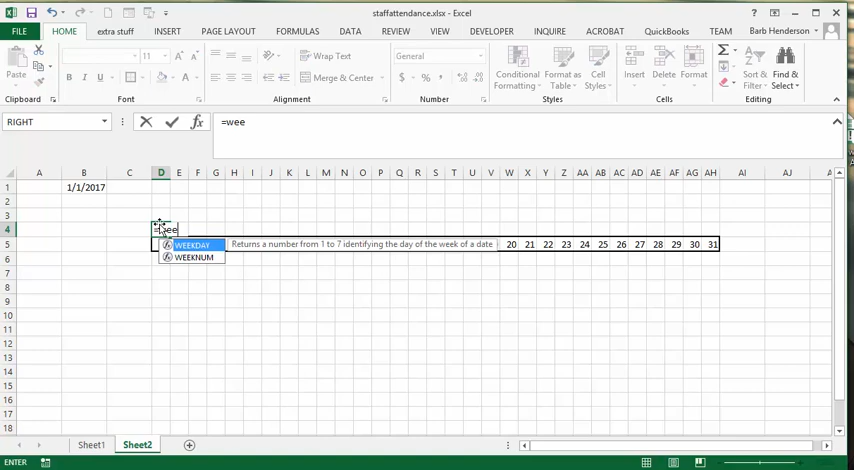 staffattendance.xlsx - Excel
FILE HOME extra stuff INSERT PAGE LAYOUT FORMULAS DATA REVIEW VIEW DEVELOPER INQUIRE ACROBAT QuickBooks TEAM Barb Henderson
Paste
11
B I U
Wrap Text
Merge & Center
General
$ % ,
Conditional Formatting
Format as Table
Cell Styles
Insert Delete Format
Sort & Filter
Find & Select
Clipboard Font Alignment Number Styles Cells Editing
RIGHT fx =wee
A B C D E F G H I J K L M N O P Q R S T U V W X Y Z AA AB AC AD AE AF AG AH AI AJ
1 1/1/2017
2
3
4 =wee
5 20 21 22 23 24 25 26 27 28 29 30 31
WEEKDAY Returns a number from 1 to 7 identifying the day of the week of a date
6 WEEKNUM
7
8
9
10
11
12
13
14
15
16
17
18
Sheet1 Sheet2
ENTER